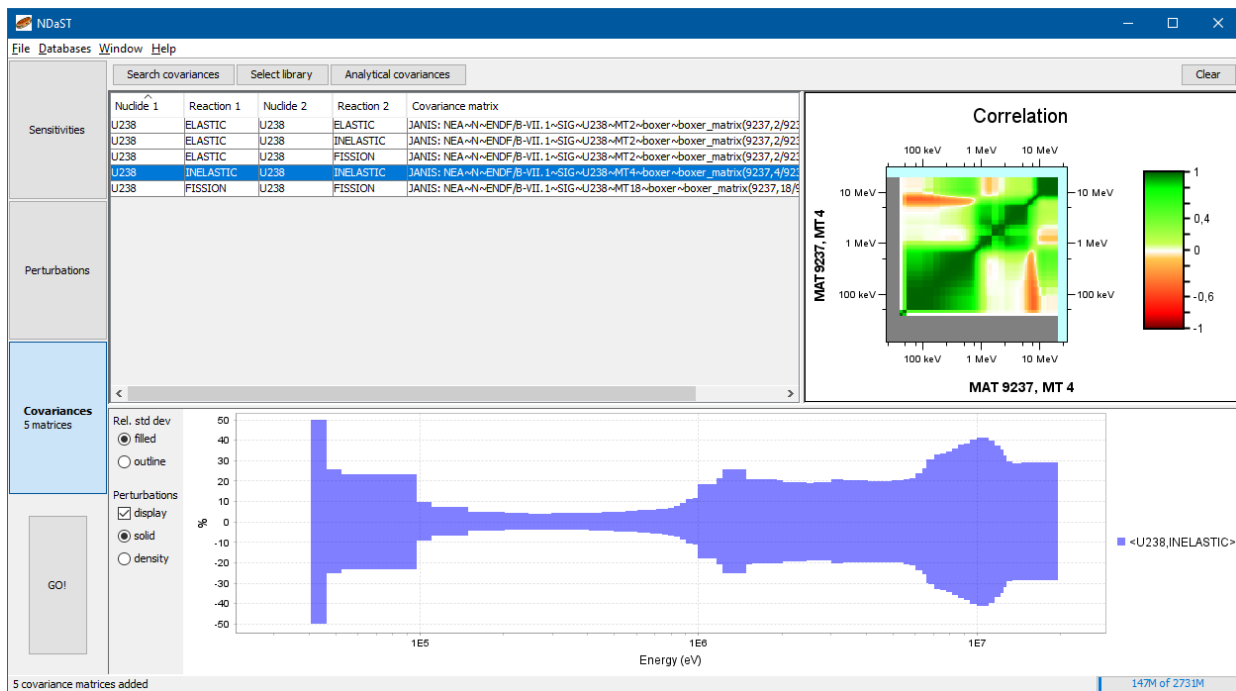 NDaST
File Databases Window Help
Search covariances Select library Analytical covariances Clear
Sensitivities
Perturbations
Covariances
5 matrices
GO!
Nuclide 1 Reaction 1 Nuclide 2 Reaction 2 Covariance matrix
U238 ELASTIC U238 ELASTIC JANIS: NEA~N~ENDF/B-VII.1~SIG~U238~MT2~boxer~boxer_matrix(9237,2/923
U238 ELASTIC U238 INELASTIC JANIS: NEA~N~ENDF/B-VII.1~SIG~U238~MT2~boxer~boxer_matrix(9237,2/923
U238 ELASTIC U238 FISSION JANIS: NEA~N~ENDF/B-VII.1~SIG~U238~MT2~boxer~boxer_matrix(9237,2/923
U238 INELASTIC U238 INELASTIC JANIS: NEA~N~ENDF/B-VII.1~SIG~U238~MT4~boxer~boxer_matrix(9237,4/923
U238 FISSION U238 FISSION JANIS: NEA~N~ENDF/B-VII.1~SIG~U238~MT18~boxer~boxer_matrix(9237,18/9
Correlation
100 keV 1 MeV 10 MeV
10 MeV 10 MeV
1 MeV 1 MeV
100 keV 100 keV
100 keV 1 MeV 10 MeV
MAT 9237, MT 4
MAT 9237, MT 4
1
0,4
0
-0,6
-1
Rel. std dev
filled
outline
Perturbations
display
solid
density
%
50
40
30
20
10
0
-10
-20
-30
-40
-50
1E5 1E6 1E7
Energy (eV)
<U238,INELASTIC>
5 covariance matrices added 147M of 2731M